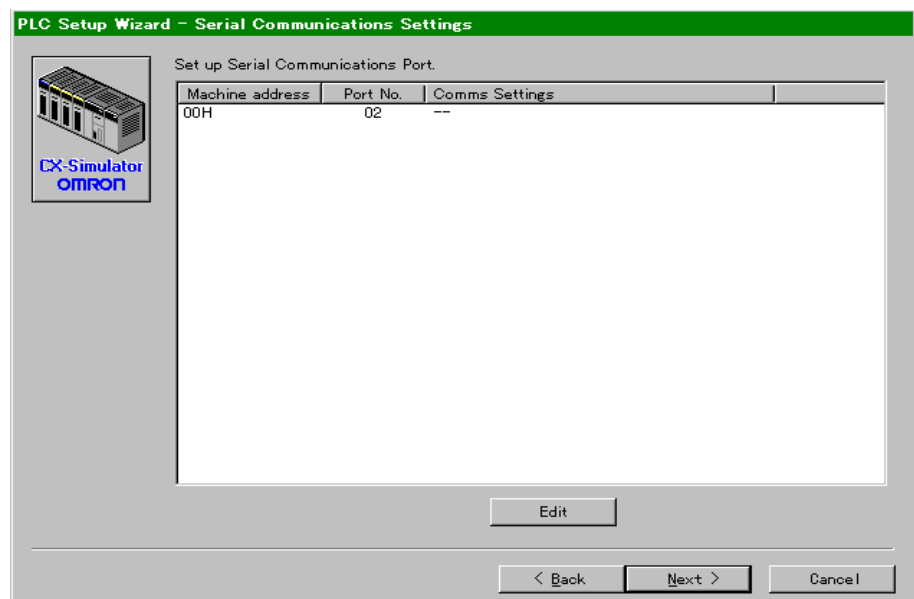 PLC Setup Wizard - Serial Communications Settings
Set up Serial Communications Port.
Machine address Port No. Comms Settings
00H 02 --
CX-Simulator
OMRON
Edit
< Back Next > Cancel